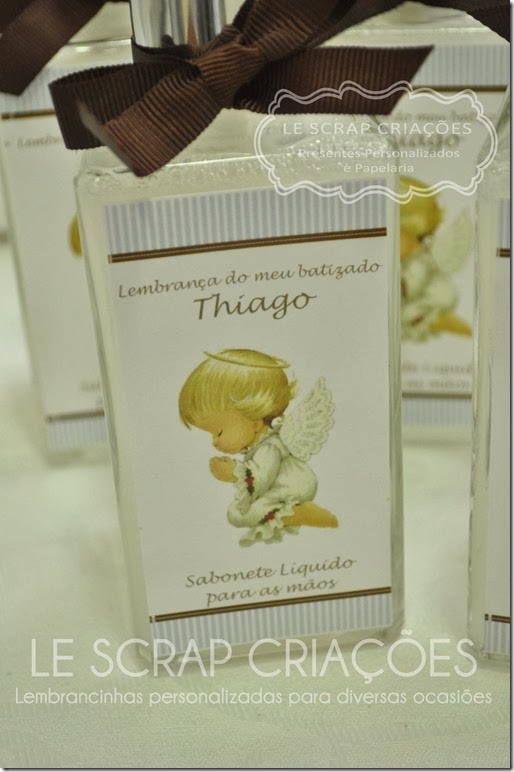 LE SCRAP CRIAÇÕES
Presentes Personalizados
e Papelaria
Lembrança do meu batizado
Thiago
Sabonete Líquido
para as mãos
LE SCRAP CRIAÇÕES
Lembrancinhas personalizadas para diversas ocasiões